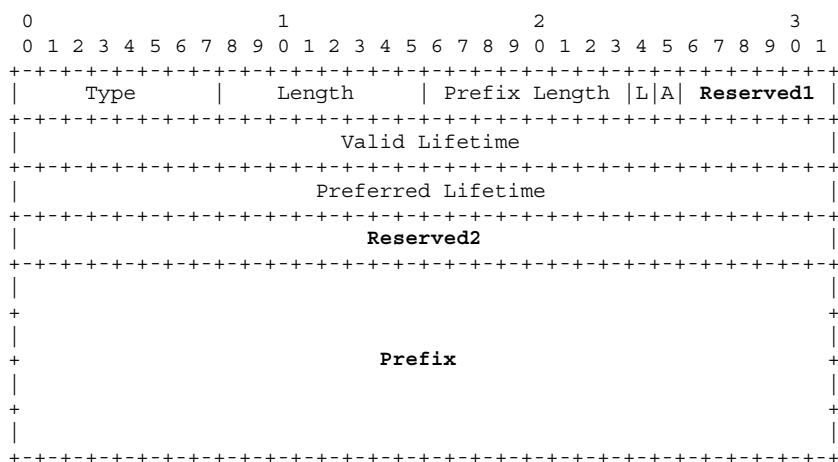 0                   1                   2                   3
 0 1 2 3 4 5 6 7 8 9 0 1 2 3 4 5 6 7 8 9 0 1 2 3 4 5 6 7 8 9 0 1
+-+-+-+-+-+-+-+-+-+-+-+-+-+-+-+-+-+-+-+-+-+-+-+-+-+-+-+-+-+-+-+-+
|     Type      |    Length     | Prefix Length |L|A| Reserved1 |
+-+-+-+-+-+-+-+-+-+-+-+-+-+-+-+-+-+-+-+-+-+-+-+-+-+-+-+-+-+-+-+-+
|                         Valid Lifetime                        |
+-+-+-+-+-+-+-+-+-+-+-+-+-+-+-+-+-+-+-+-+-+-+-+-+-+-+-+-+-+-+-+-+
|                       Preferred Lifetime                      |
+-+-+-+-+-+-+-+-+-+-+-+-+-+-+-+-+-+-+-+-+-+-+-+-+-+-+-+-+-+-+-+-+
|                           Reserved2                           |
+-+-+-+-+-+-+-+-+-+-+-+-+-+-+-+-+-+-+-+-+-+-+-+-+-+-+-+-+-+-+-+-+
|                                                               |
+                                                               +
|                                                               |
+                            Prefix                             +
|                                                               |
+                                                               +
|                                                               |
+-+-+-+-+-+-+-+-+-+-+-+-+-+-+-+-+-+-+-+-+-+-+-+-+-+-+-+-+-+-+-+-+